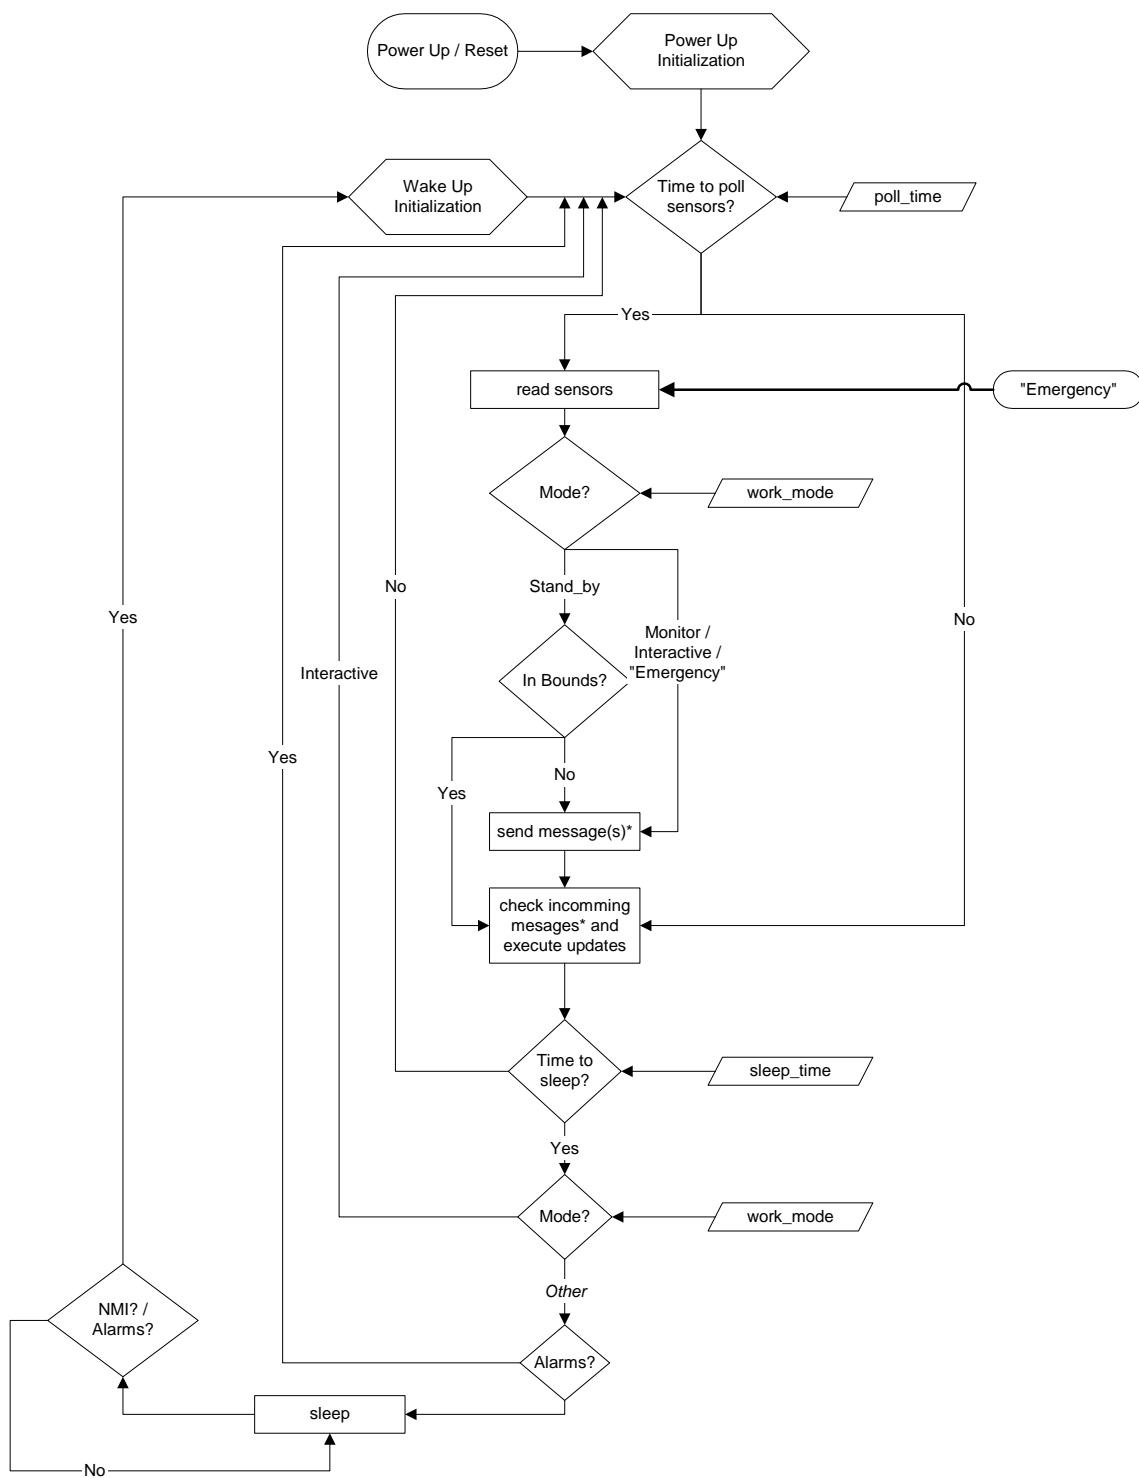 Power Up / Reset
Power Up
Initialization
Wake Up
Initialization
Time to poll
sensors?
poll_time
Yes
read sensors
"Emergency"
Mode?
work_mode
No
Stand_by
Yes
No
Monitor /
Interactive /
"Emergency"
Interactive
In Bounds?
Yes
No
Yes
send message(s)*
check incomming
mesages* and
execute updates
Time to
sleep?
sleep_time
Yes
Mode?
work_mode
Other
NMI? /
Alarms?
Alarms?
sleep
No